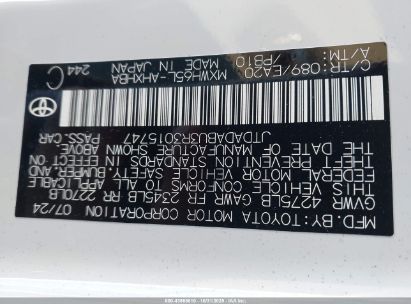 MFD.BY:TOYOTA MOTOR CORPORATION 07/24
GVWR 4275LB GAWR FR 2345LB RR 2270LB
THIS VEHICLE CONFORMS TO ALL APPLICABLE
FEDERAL MOTOR VEHICLE SAFETY, BUMPER, AND
THEFT PREVENTION STANDARDS IN EFFECT ON
THE DATE OF MANUFACTURE SHOWN ABOVE.
JTDADABU3R3015747 PASS.CAR
C/TR:089/EA20 MXWH65L-AHXHBA
A/TM: /PB10 MADE IN JAPAN 244 C